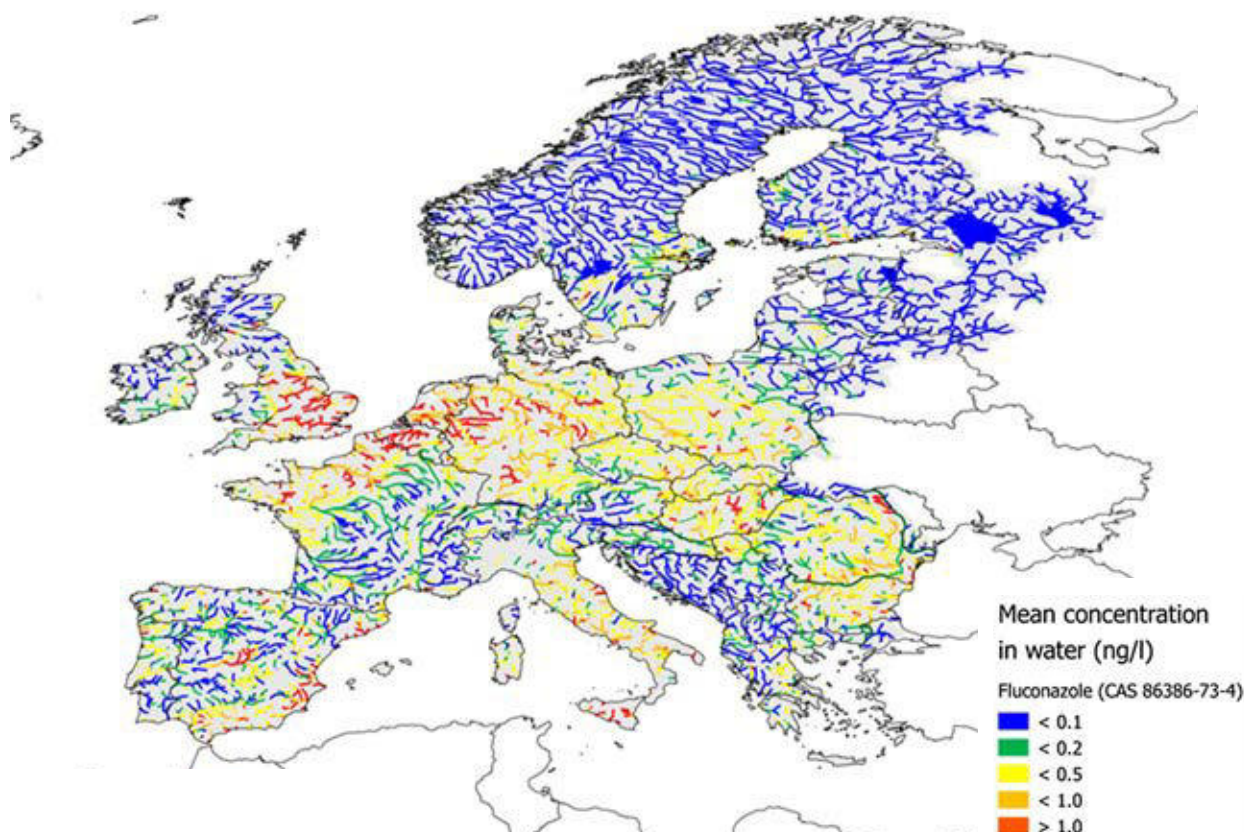 Mean concentration
in water (ng/l)
Fluconazole (CAS 86386-73-4)
< 0.1
< 0.2
< 0.5
< 1.0
> 1.0